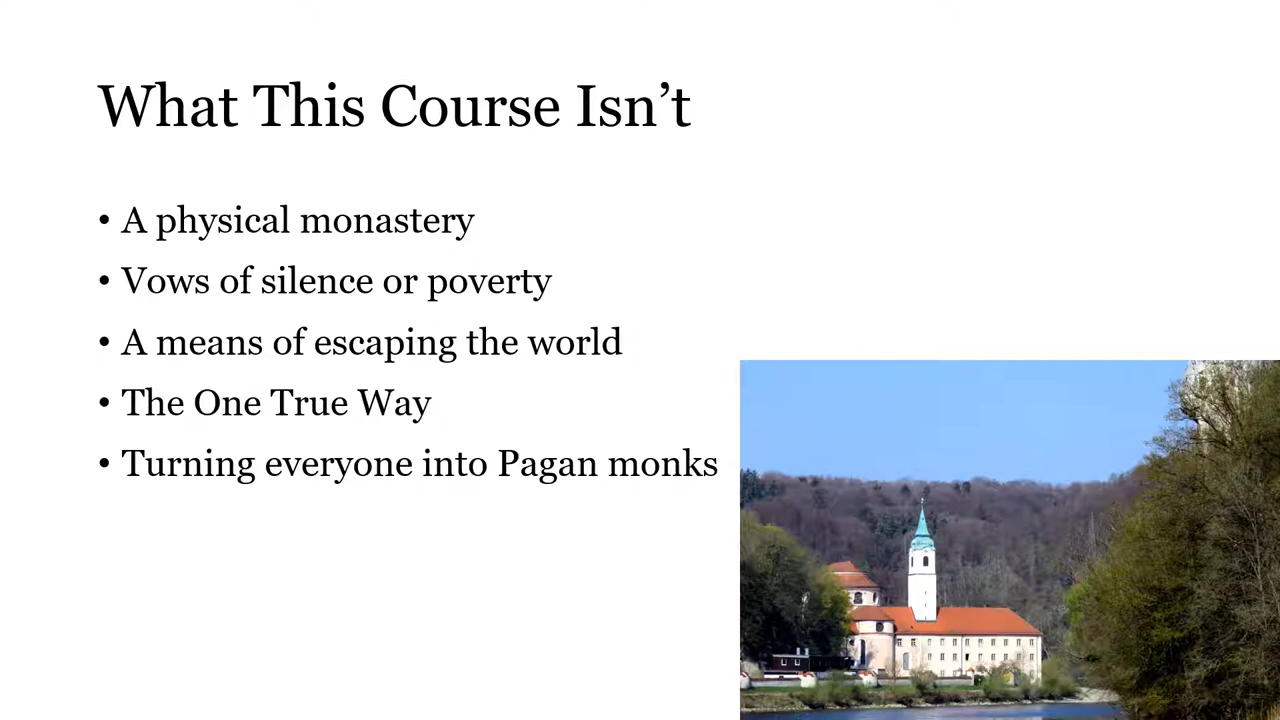 What This Course Isn’t
• A physical monastery
• Vows of silence or poverty
• A means of escaping the world
• The One True Way
• Turning everyone into Pagan monks